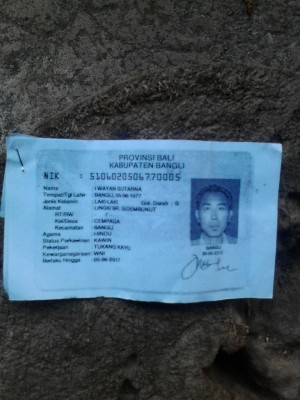 PROVINSI BALI
KABUPATEN BANGLI
NIK : 5106020506770005
Nama : I WAYAN SUTARNA
Tempat/Tgl Lahir : BANGLI, 05-06-1977
Jenis Kelamin : LAKI-LAKI Gol. Darah : B
Alamat : LINGK/ BR. SIDEMBUNUT
RT/RW : /
Kel/Desa : CEMPAGA
Kecamatan : BANGLI
Agama : HINDU
Status Perkawinan : KAWIN
Pekerjaan : TUKANG KAYU
Kewarganegaraan : WNI
Berlaku Hingga : 05-06-2017
BANGLI